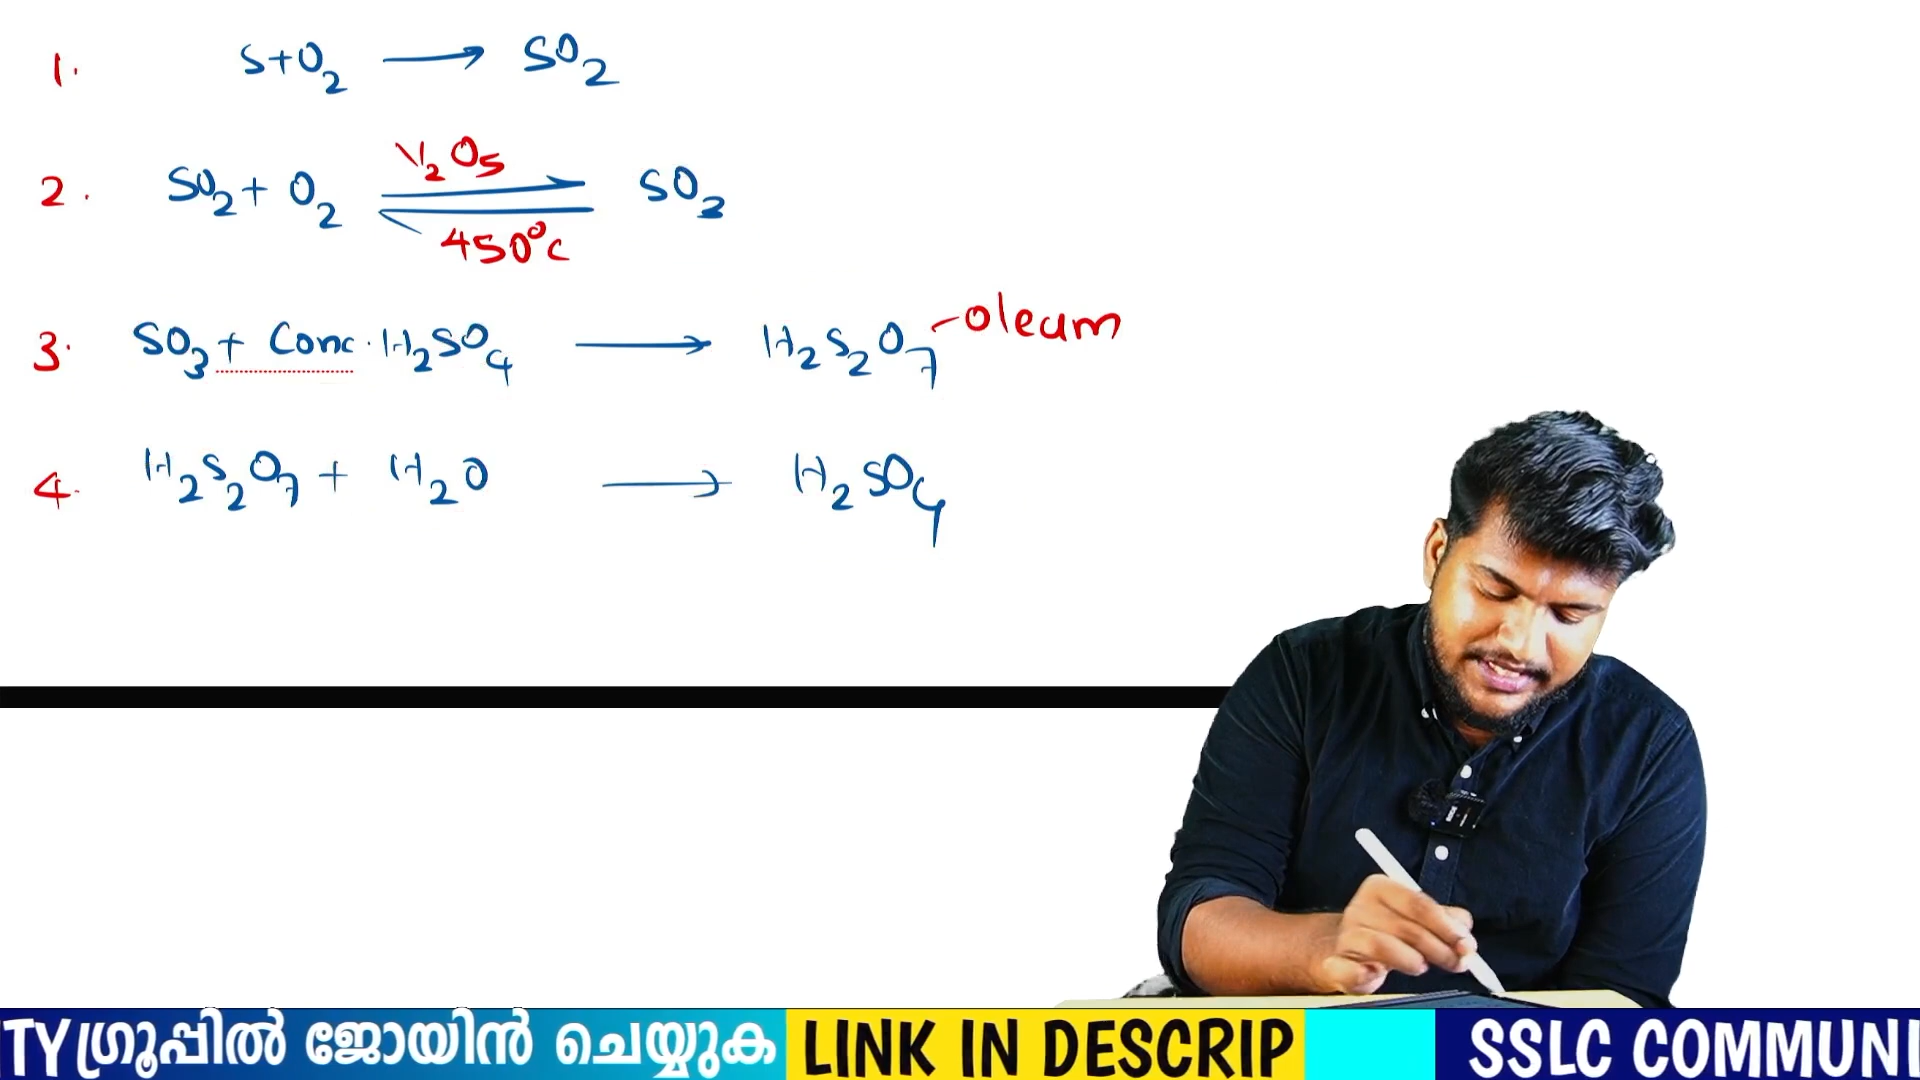 1. S+O₂ ⟶ SO₂
V₂O₅
2. SO₂ + O₂ ⇌ SO₃
450°C
3. SO₃ + Conc. H₂SO₄ ⟶ H₂S₂O₇ - oleum
4. H₂S₂O₇ + H₂O ⟶ H₂SO₄
TY ഗ്രൂപ്പിൽ ജോയിൻ ചെയ്യുക LINK IN DESCRIP SSLC COMMUNI